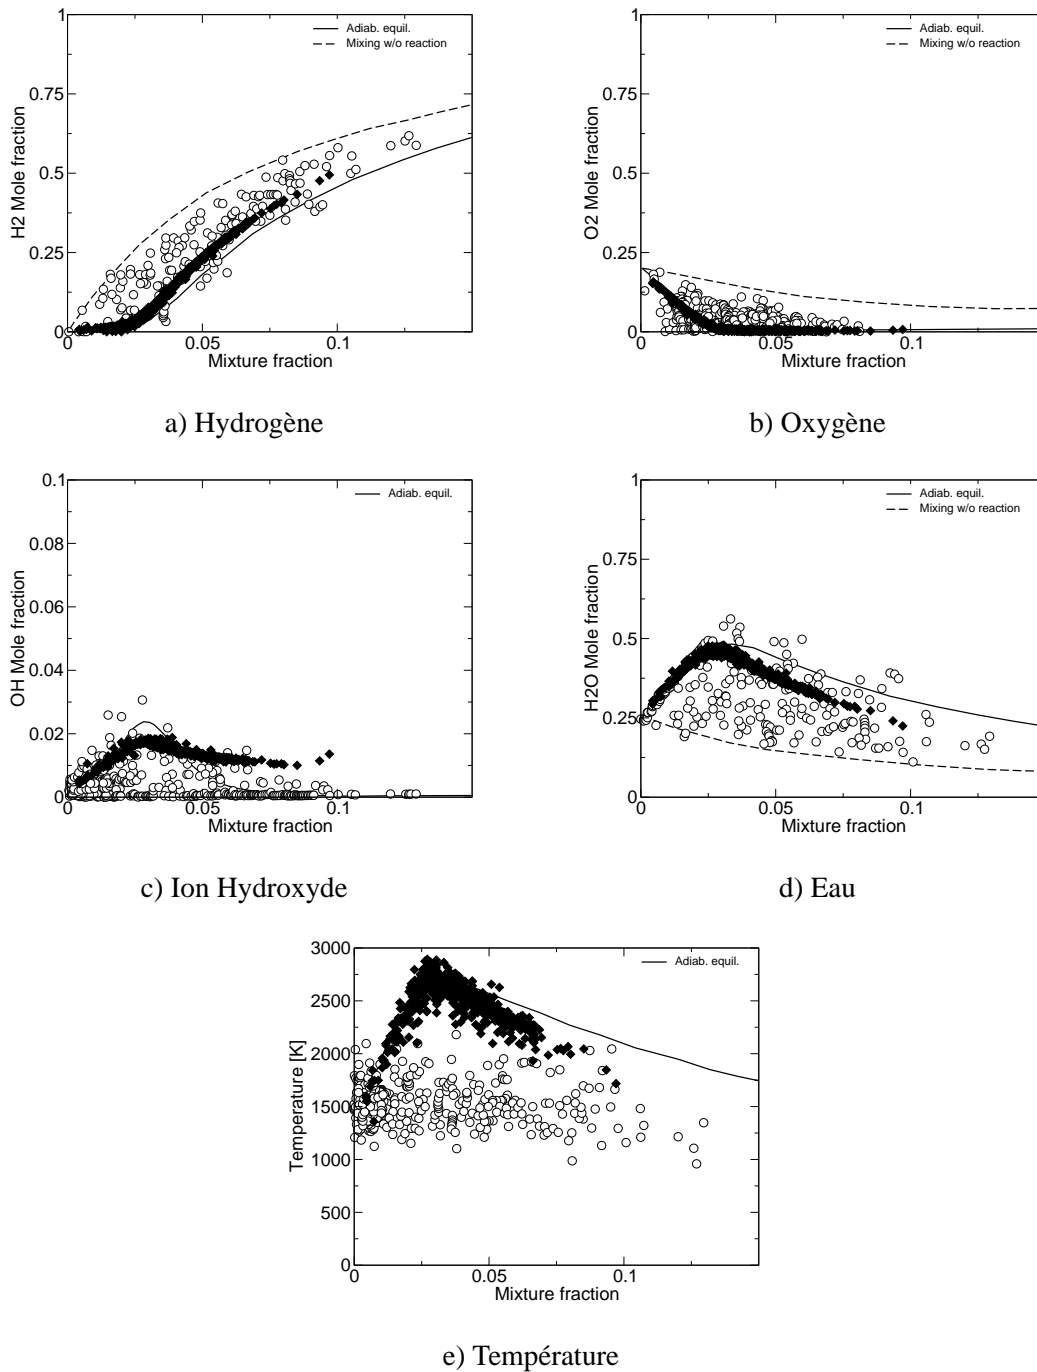 1
0.75
0.5
0.25
0
H2 Mole fraction
Adiab. equil.
Mixing w/o reaction
0
0.05
0.1
Mixture fraction
a) Hydrogène
1
0.75
0.5
0.25
0
O2 Mole fraction
Adiab. equil.
Mixing w/o reaction
0
0.05
0.1
Mixture fraction
b) Oxygène
0.1
0.08
0.06
0.04
0.02
0
OH Mole fraction
Adiab. equil.
0
0.05
0.1
Mixture fraction
c) Ion Hydroxyde
1
0.75
0.5
0.25
0
H2O Mole fraction
Adiab. equil.
Mixing w/o reaction
0
0.05
0.1
Mixture fraction
d) Eau
3000
2500
2000
1500
1000
500
0
Temperature [K]
Adiab. equil.
0
0.05
0.1
Mixture fraction
e) Température